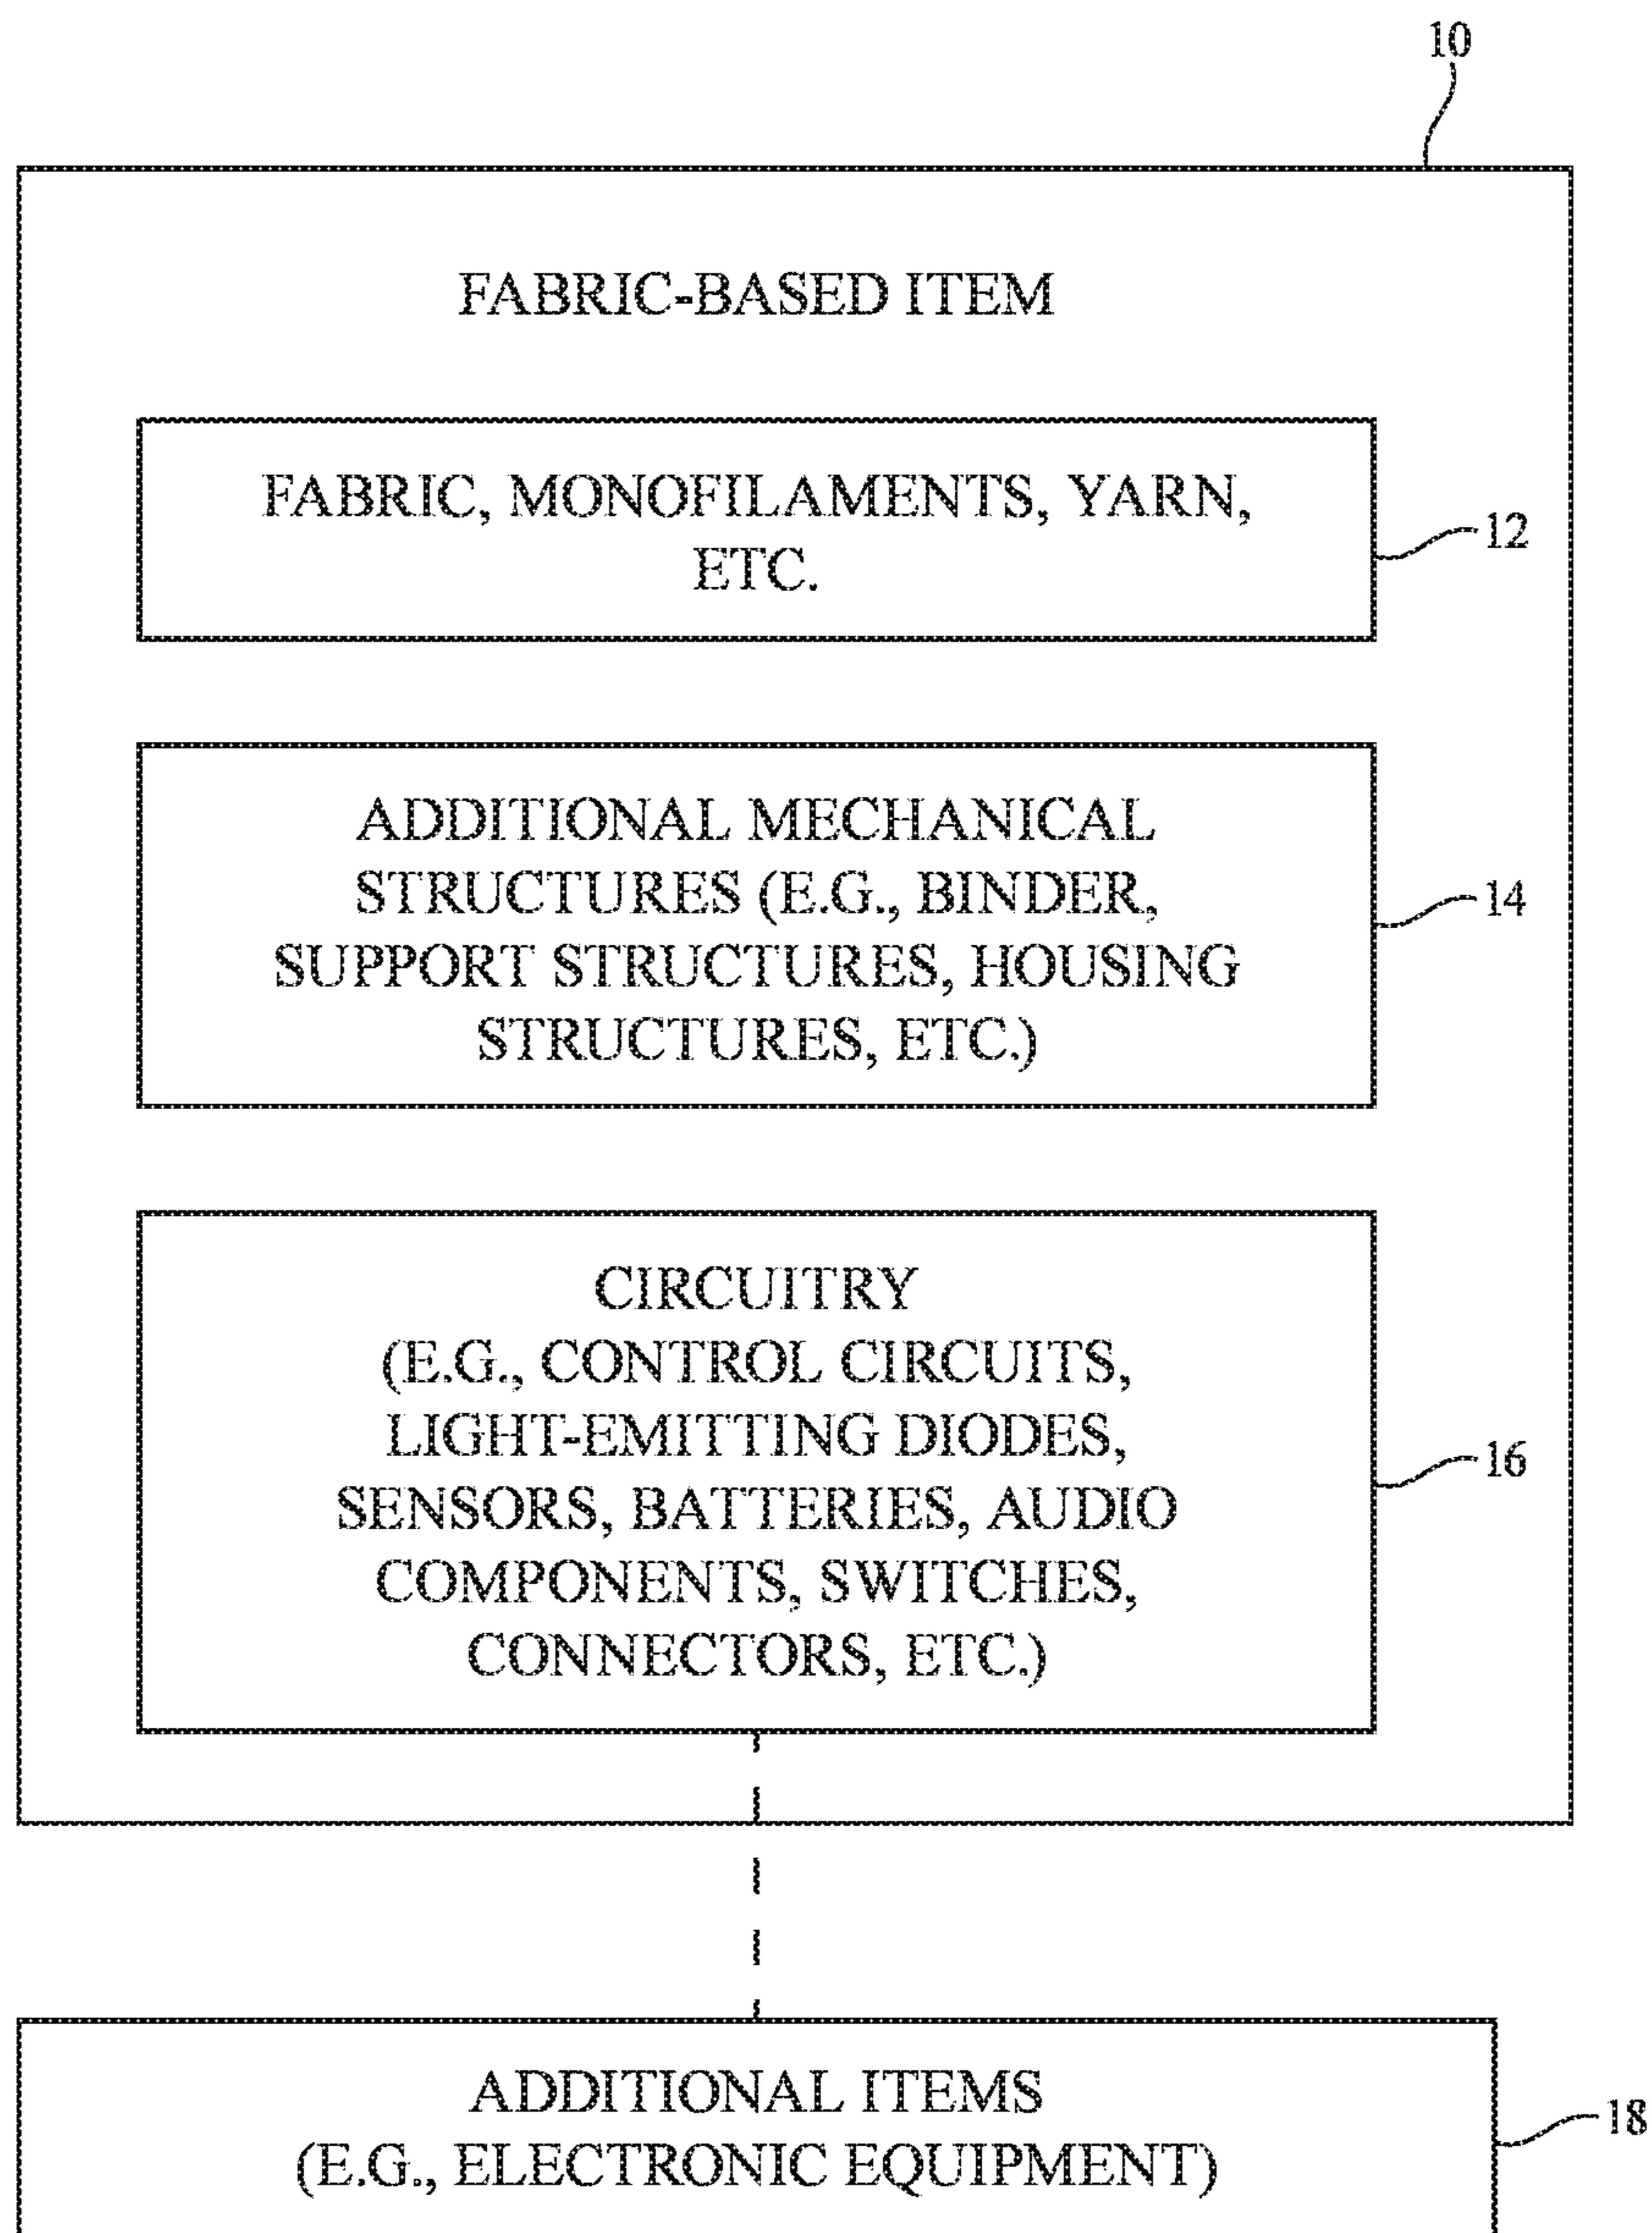 10
FABRIC-BASED ITEM
FABRIC, MONOFILAMENTS, YARN,
ETC.
12
ADDITIONAL MECHANICAL
STRUCTURES (E.G., BINDER,
SUPPORT STRUCTURES, HOUSING
STRUCTURES, ETC.)
14
CIRCUITRY
(E.G., CONTROL CIRCUITS,
LIGHT-EMITTING DIODES,
SENSORS, BATTERIES, AUDIO
COMPONENTS, SWITCHES,
CONNECTORS, ETC.)
16
ADDITIONAL ITEMS
(E.G., ELECTRONIC EQUIPMENT)
18